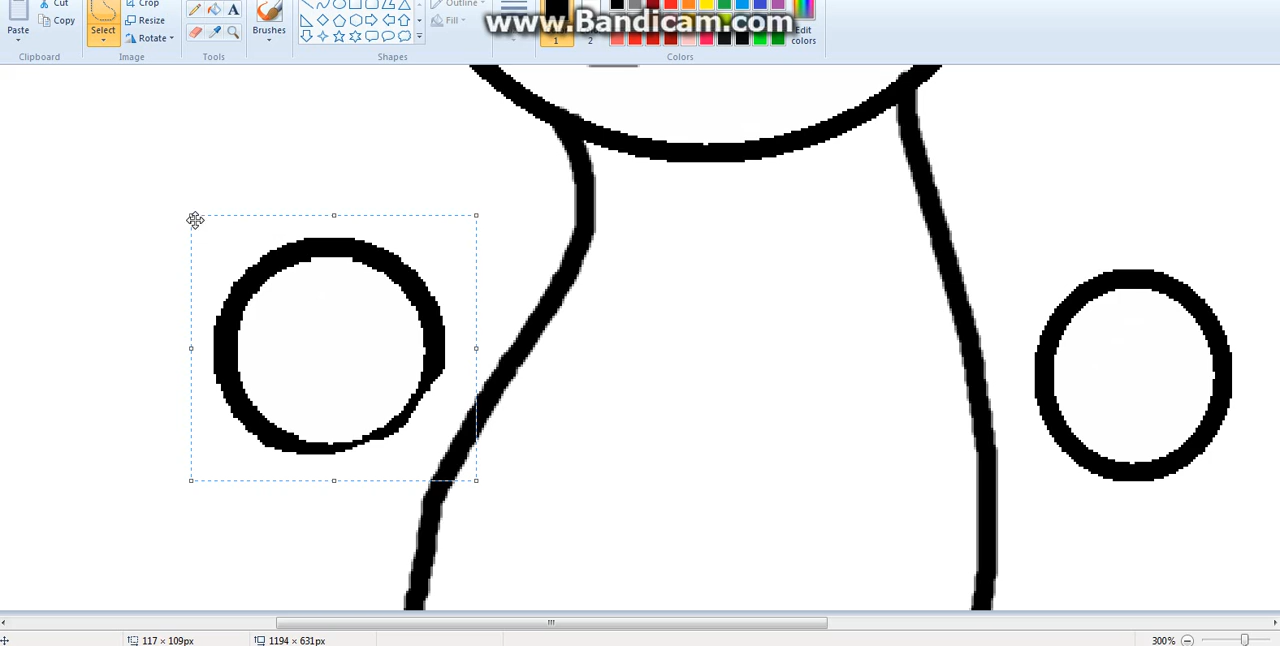 www.Bandicam.com
Cut
Crop
Outline
Paste
Copy
Select
Resize
Rotate
A
Brushes
Fill
1
2
Edit
colors
Clipboard
Image
Tools
Shapes
Colors
117 × 109px
1194 × 631px
300%